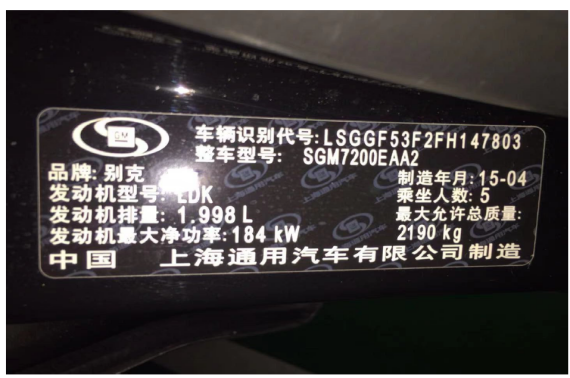 GM
车辆识别代号:LSGGF53F2FH147803
整车型号: SGM7200EAA2
品牌:别克
制造年月:15-04
发动机型号: LDK
乘坐人数:5
发动机排量: 1.998 L
最大允许总质量:
发动机最大净功率:184 kW
2190 kg
中国 上海通用汽车有限公司制造